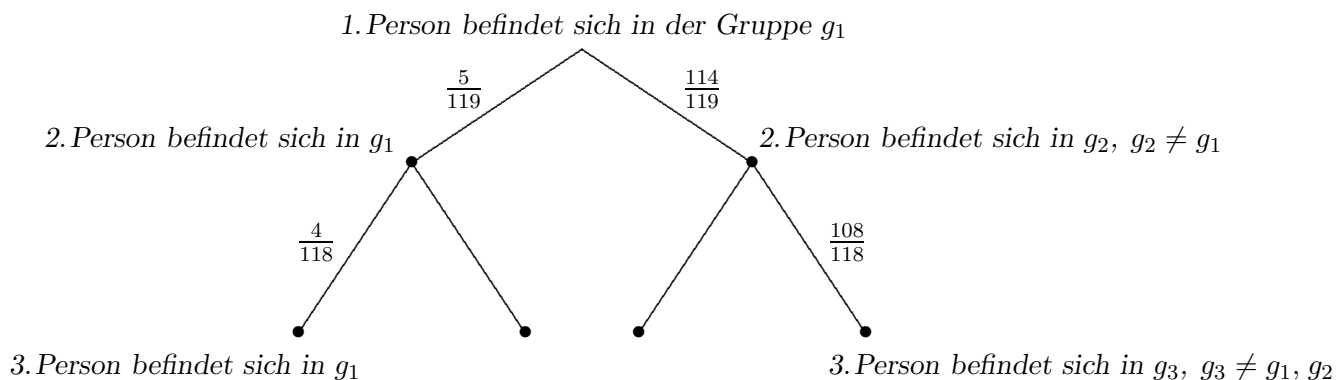 1.Person befindet sich in der Gruppe g₁
5/119
114/119
2.Person befindet sich in g₁
2.Person befindet sich in g₂, g₂ ≠ g₁
4/118
108/118
3.Person befindet sich in g₁
3.Person befindet sich in g₃, g₃ ≠ g₁, g₂